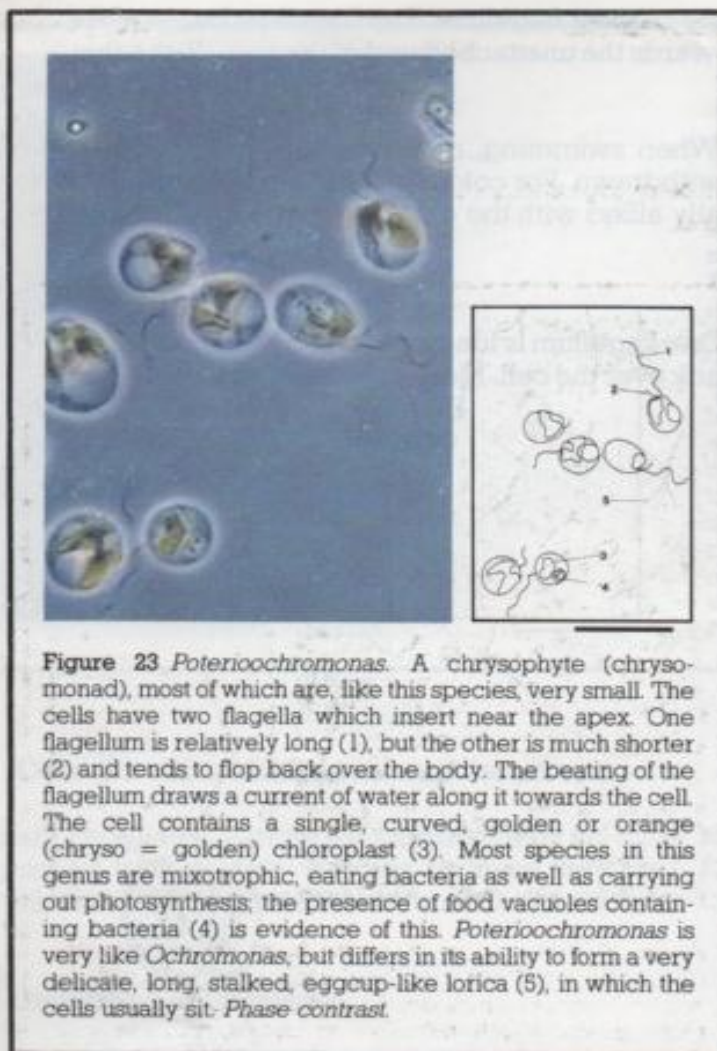 1
2
5
3
4
Figure 23 Poterioochromonas. A chrysophyte (chryso-
monad), most of which are, like this species, very small. The
cells have two flagella which insert near the apex. One
flagellum is relatively long (1), but the other is much shorter
(2) and tends to flop back over the body. The beating of the
flagellum draws a current of water along it towards the cell.
The cell contains a single, curved, golden or orange
(chryso = golden) chloroplast (3). Most species in this
genus are mixotrophic, eating bacteria as well as carrying
out photosynthesis; the presence of food vacuoles contain-
ing bacteria (4) is evidence of this. Poterioochromonas is
very like Ochromonas, but differs in its ability to form a very
delicate, long, stalked, eggcup-like lorica (5), in which the
cells usually sit. Phase contrast.